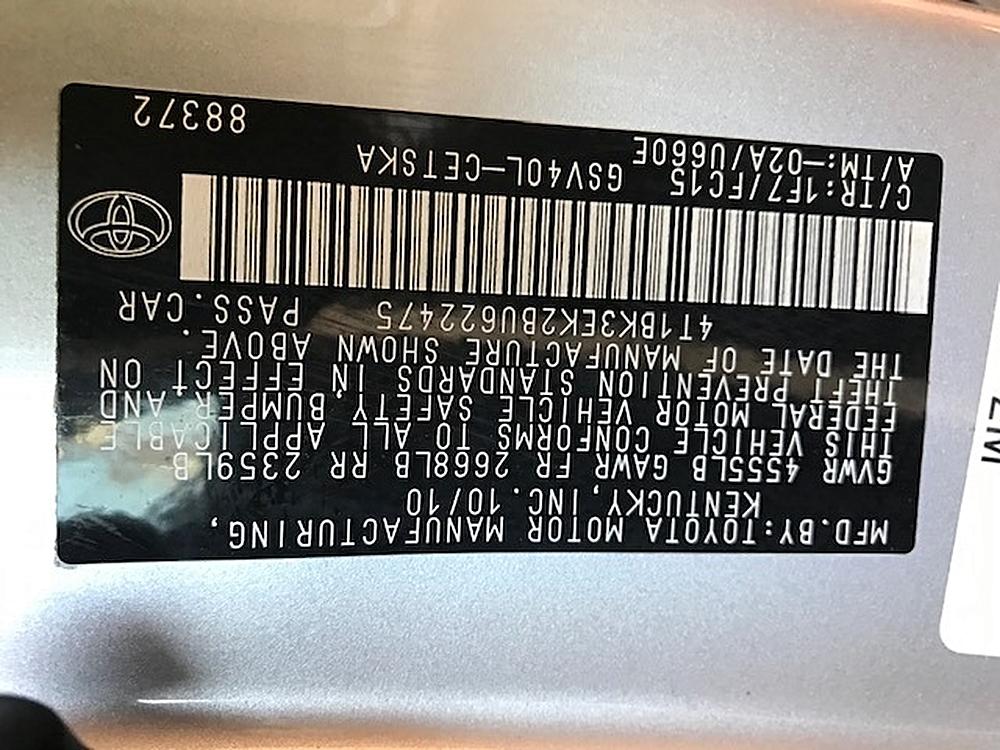 MFD.BY:TOYOTA MOTOR MANUFACTURING,
KENTUCKY,INC. 10/10
GVWR 4555LB GAWR FR 2668LB RR 2359LB
THIS VEHICLE CONFORMS TO ALL APPLICABLE
FEDERAL MOTOR VEHICLE SAFETY,BUMPER,AND
THEFT PREVENTION STANDARDS IN EFFECT ON
THE DATE OF MANUFACTURE SHOWN ABOVE.
4T1BK3EK2BU622475 PASS.CAR
C/TR:1F7/FC15 GSV40L-CETSKA
A/TM:-02A/U660E 88372